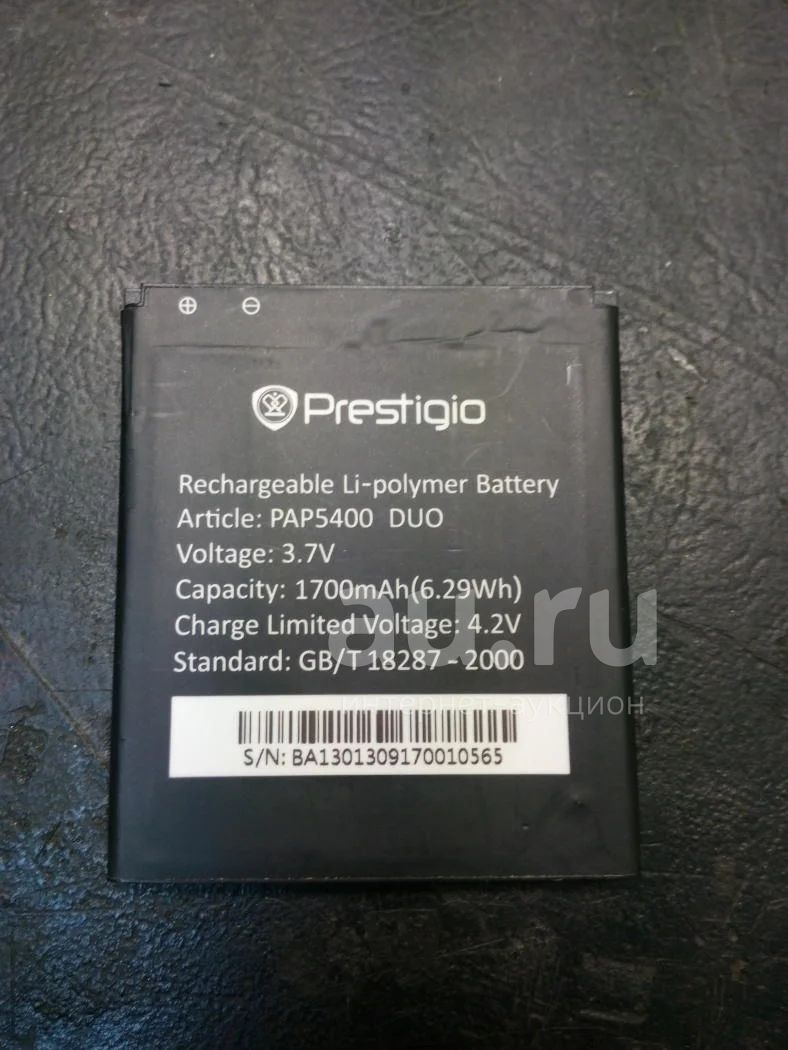 ⊕ ⊖
Prestigio
Rechargeable Li-polymer Battery
Article: PAP5400 DUO
Voltage: 3.7V
Capacity: 1700mAh(6.29Wh)
Charge Limited Voltage: 4.2V
Standard: GB/T 18287 - 2000
au.ru
интернет-аукцион
S/N: BA1301309170010565